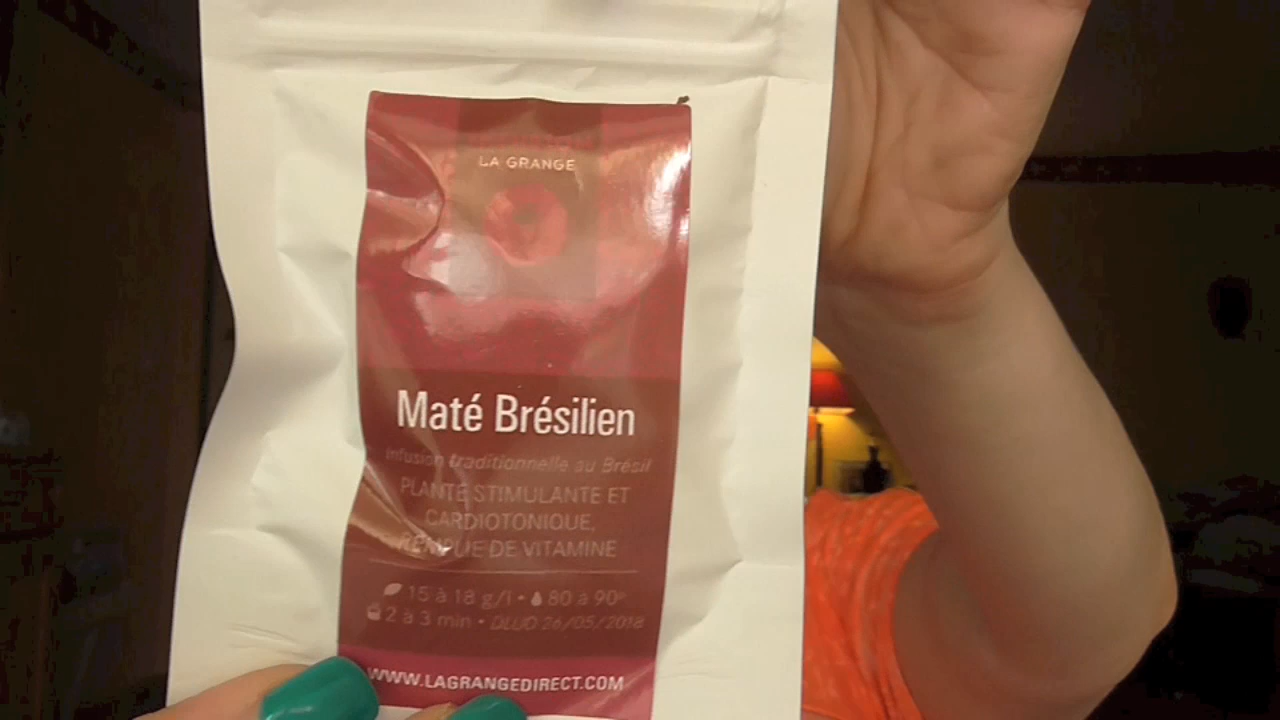 LA GRANGE
Maté Brésilien
Infusion traditionnelle au Brésil
PLANTE STIMULANTE ET
CARDIOTONIQUE,
REMPLIE DE VITAMINE
15 à 18 g/l • 80 à 90°
2 à 3 min • DLUO 26/05/2018
WWW.LAGRANGEDIRECT.COM